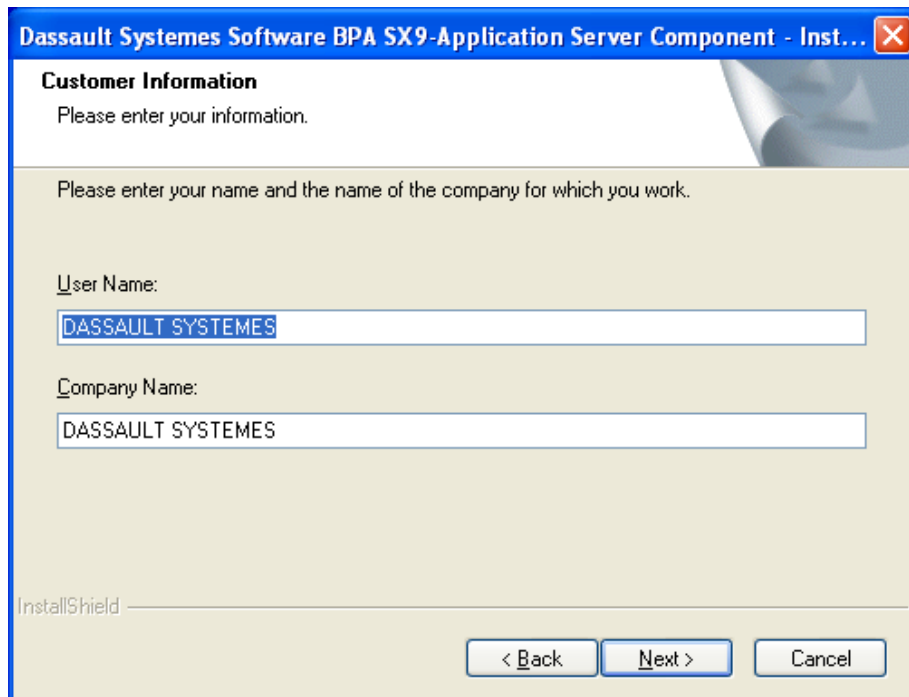 Dassault Systemes Software BPA SX9-Application Server Component - Inst...
Customer Information
Please enter your information.
Please enter your name and the name of the company for which you work.
User Name:
DASSAULT SYSTEMES
Company Name:
DASSAULT SYSTEMES
InstallShield
< Back Next > Cancel